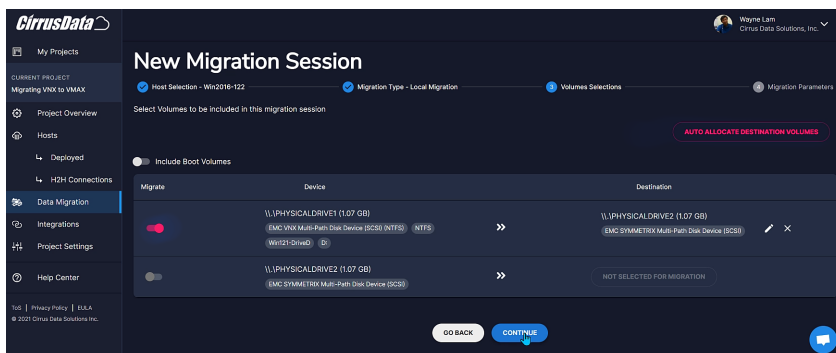 CirrusData
Wayne Lam
Cirrus Data Solutions, Inc.
My Projects
CURRENT PROJECT
Migrating VNX to VMAX
Project Overview
Hosts
Deployed
H2H Connections
Data Migration
Integrations
Project Settings
Help Center
ToS | Privacy Policy | EULA
© 2021 Cirrus Data Solutions Inc.
New Migration Session
Host Selection - Win2016-122
Migration Type - Local Migration
3 Volumes Selections
4 Migration Parameters
Select Volumes to be included in this migration session
AUTO ALLOCATE DESTINATION VOLUMES
Include Boot Volumes
Migrate Device Destination
\\.\PHYSICALDRIVE1 (1.07 GB) \\.\PHYSICALDRIVE2 (1.07 GB)
EMC VNX Multi-Path Disk Device (SCSI) (NTFS) NTFS EMC SYMMETRIX Multi-Path Disk Device (SCSI)
Win121-DriveD D:
\\.\PHYSICALDRIVE2 (1.07 GB)
EMC SYMMETRIX Multi-Path Disk Device (SCSI) NOT SELECTED FOR MIGRATION
GO BACK CONTINUE